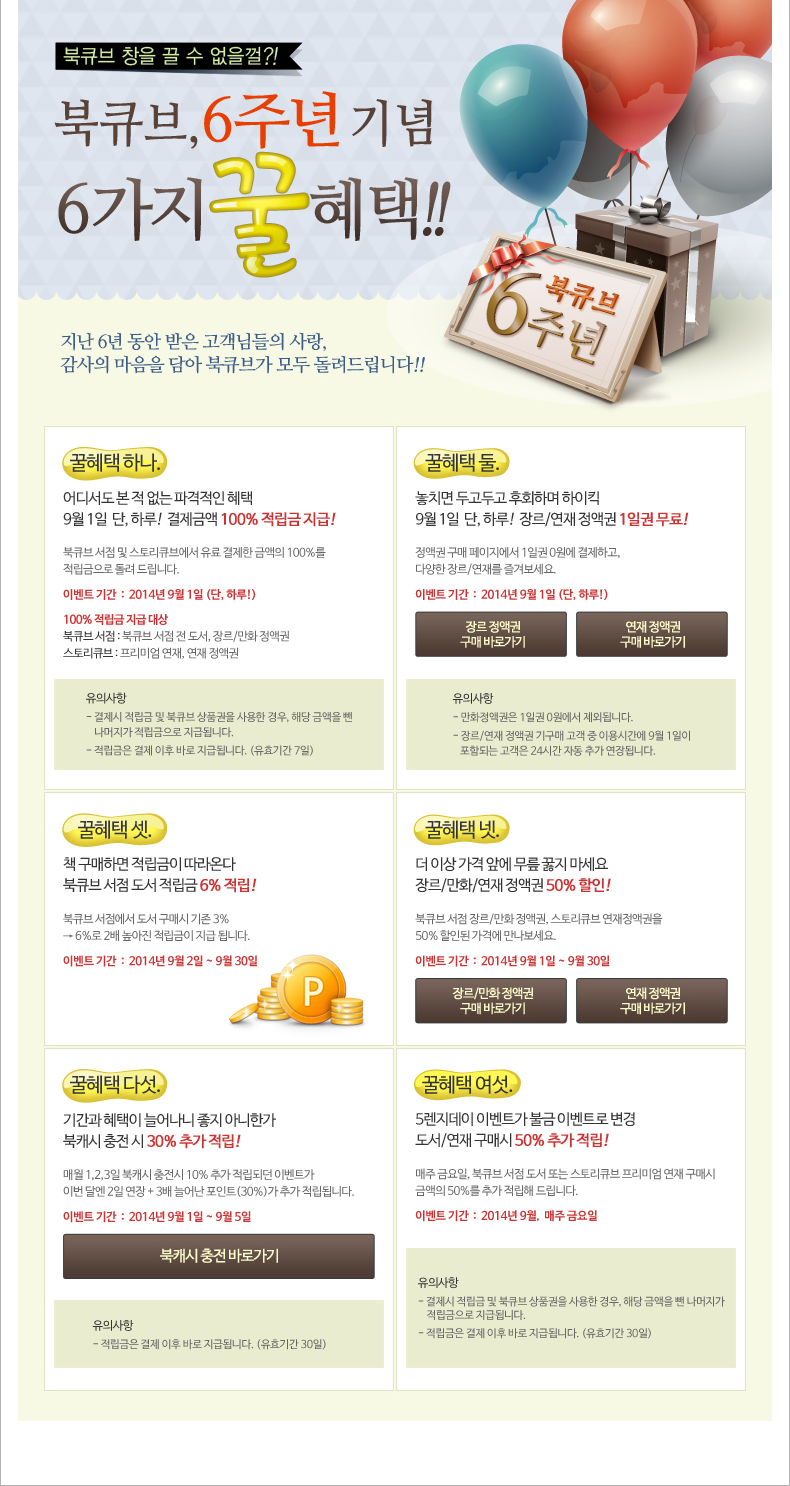 북큐브 창을 끌 수 없을껄?!
북큐브, 6주년 기념
6가지 꿀 혜택!!
북큐브
6주년
지난 6년 동안 받은 고객님들의 사랑,
감사의 마음을 담아 북큐브가 모두 돌려드립니다!!
꿀혜택 하나.
어디서도 본 적 없는 파격적인 혜택
9월 1일 단, 하루! 결제금액 100% 적립금 지급!
북큐브 서점 및 스토리큐브에서 유료 결제한 금액의 100%를
적립금으로 돌려 드립니다.
이벤트 기간 : 2014년 9월 1일 (단, 하루!)
100% 적립금 지급 대상
북큐브 서점 : 북큐브 서점 전 도서, 장르/만화 정액권
스토리큐브 : 프리미엄 연재, 연재 정액권
유의사항
- 결제시 적립금 및 북큐브 상품권을 사용한 경우, 해당 금액을 뺀
나머지가 적립금으로 지급됩니다.
- 적립금은 결제 이후 바로 지급됩니다. (유효기간 7일)
꿀혜택 둘.
놓치면 두고두고 후회하며 하이킥
9월 1일 단, 하루! 장르/연재 정액권 1일권 무료!
정액권 구매 페이지에서 1일권 0원에 결제하고,
다양한 장르/연재를 즐겨보세요.
이벤트 기간 : 2014년 9월 1일 (단, 하루!)
장르 정액권
구매 바로가기
연재 정액권
구매 바로가기
유의사항
- 만화정액권은 1일권 0원에서 제외됩니다.
- 장르/연재 정액권 기구매 고객 중 이용시간에 9월 1일이
포함되는 고객은 24시간 자동 추가 연장됩니다.
꿀혜택 셋.
책 구매하면 적립금이 따라온다
북큐브 서점 도서 적립금 6% 적립!
북큐브 서점에서 도서 구매시 기존 3%
→ 6%로 2배 높아진 적립금이 지급 됩니다.
이벤트 기간 : 2014년 9월 2일 ~ 9월 30일
P
꿀혜택 넷.
더 이상 가격 앞에 무릎 꿇지 마세요
장르/만화/연재 정액권 50% 할인!
북큐브 서점 장르/만화 정액권, 스토리큐브 연재정액권을
50% 할인된 가격에 만나보세요.
이벤트 기간 : 2014년 9월 1일 ~ 9월 30일
장르/만화 정액권
구매 바로가기
연재 정액권
구매 바로가기
꿀혜택 다섯.
기간과 혜택이 늘어나니 좋지 아니한가
북캐시 충전 시 30% 추가 적립!
매월 1,2,3일 북캐시 충전시 10% 추가 적립되던 이벤트가
이번 달엔 2일 연장 + 3배 늘어난 포인트(30%)가 추가 적립됩니다.
이벤트 기간 : 2014년 9월 1일 ~ 9월 5일
북캐시 충전 바로가기
유의사항
- 적립금은 결제 이후 바로 지급됩니다. (유효기간 30일)
꿀혜택 여섯.
5렌지데이 이벤트가 불금 이벤트로 변경
도서/연재 구매시 50% 추가 적립!
매주 금요일, 북큐브 서점 도서 또는 스토리큐브 프리미엄 연재 구매시
금액의 50%를 추가 적립해 드립니다.
이벤트 기간 : 2014년 9월, 매주 금요일
유의사항
- 결제시 적립금 및 북큐브 상품권을 사용한 경우, 해당 금액을 뺀 나머지가
적립금으로 지급됩니다.
- 적립금은 결제 이후 바로 지급됩니다. (유효기간 30일)